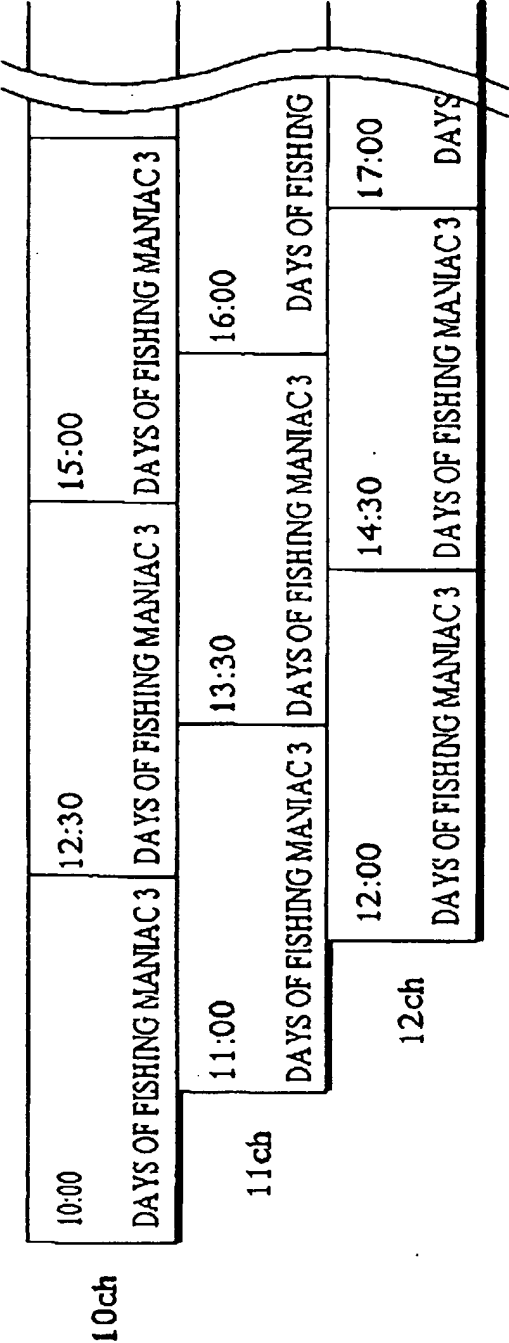 10ch
10:00
DAYS OF FISHING MANIAC 3
12:30
DAYS OF FISHING MANIAC 3
15:00
DAYS OF FISHING MANIAC 3
11ch
11:00
DAYS OF FISHING MANIAC 3
13:30
DAYS OF FISHING MANIAC 3
16:00
DAYS OF FISHING
12ch
12:00
DAYS OF FISHING MANIAC 3
14:30
DAYS OF FISHING MANIAC 3
17:00
DAYS